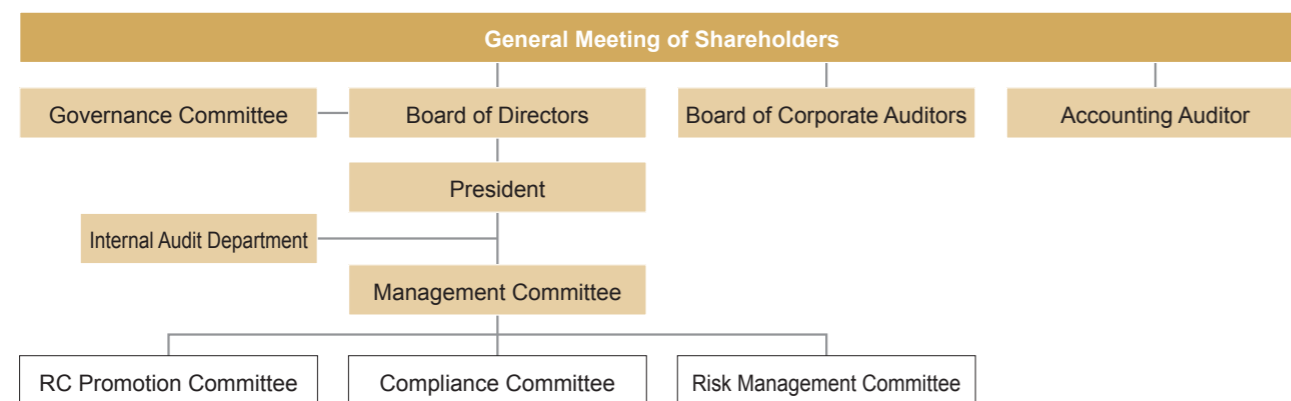 General Meeting of Shareholders
Governance Committee
Board of Directors
Board of Corporate Auditors
Accounting Auditor
President
Internal Audit Department
Management Committee
RC Promotion Committee
Compliance Committee
Risk Management Committee